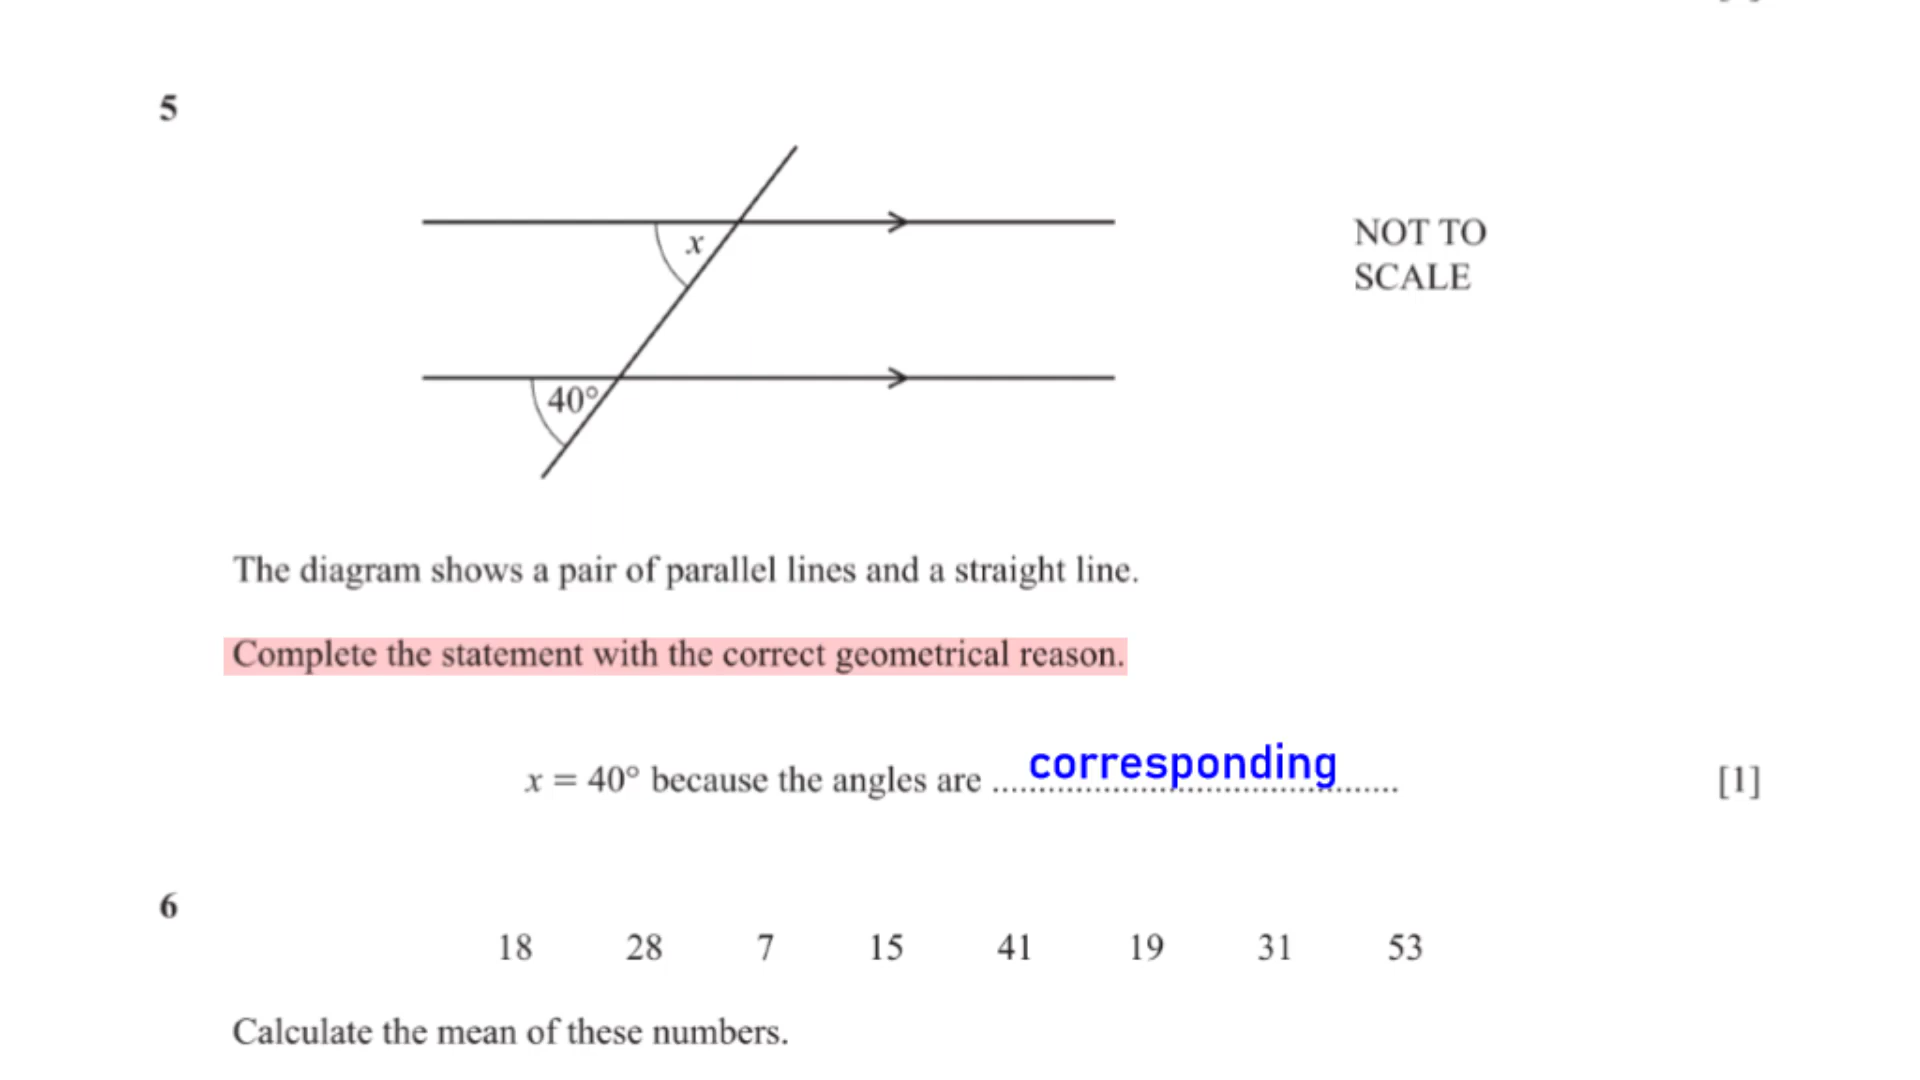 5
x
NOT TO
SCALE
40°
The diagram shows a pair of parallel lines and a straight line.
Complete the statement with the correct geometrical reason.
x = 40° because the angles are ............ corresponding ............ [1]
6
18 28 7 15 41 19 31 53
Calculate the mean of these numbers.